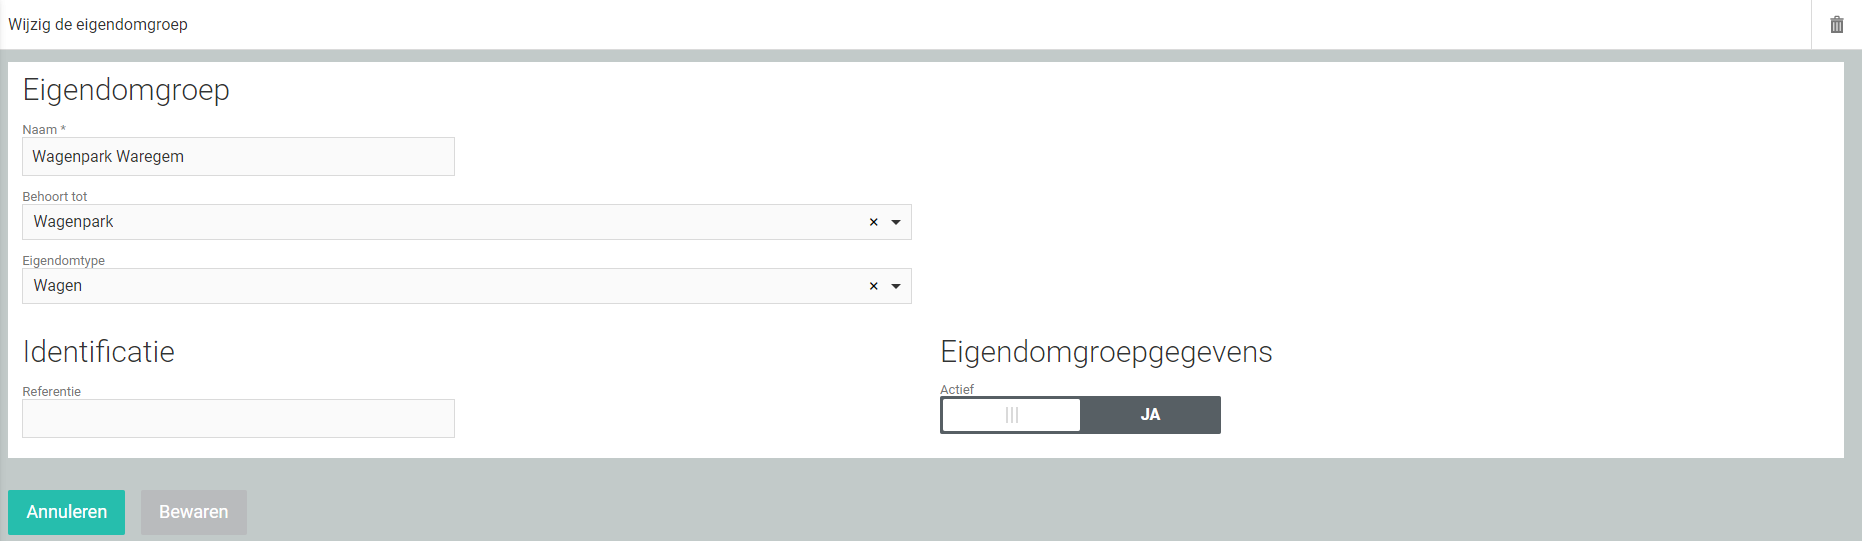 Wijzig de eigendomgroep
Eigendomgroep
Naam *
Wagenpark Waregem
Behoort tot
Wagenpark
Eigendomtype
Wagen
Identificatie
Referentie
Eigendomgroepgegevens
Actief
JA
Annuleren
Bewaren